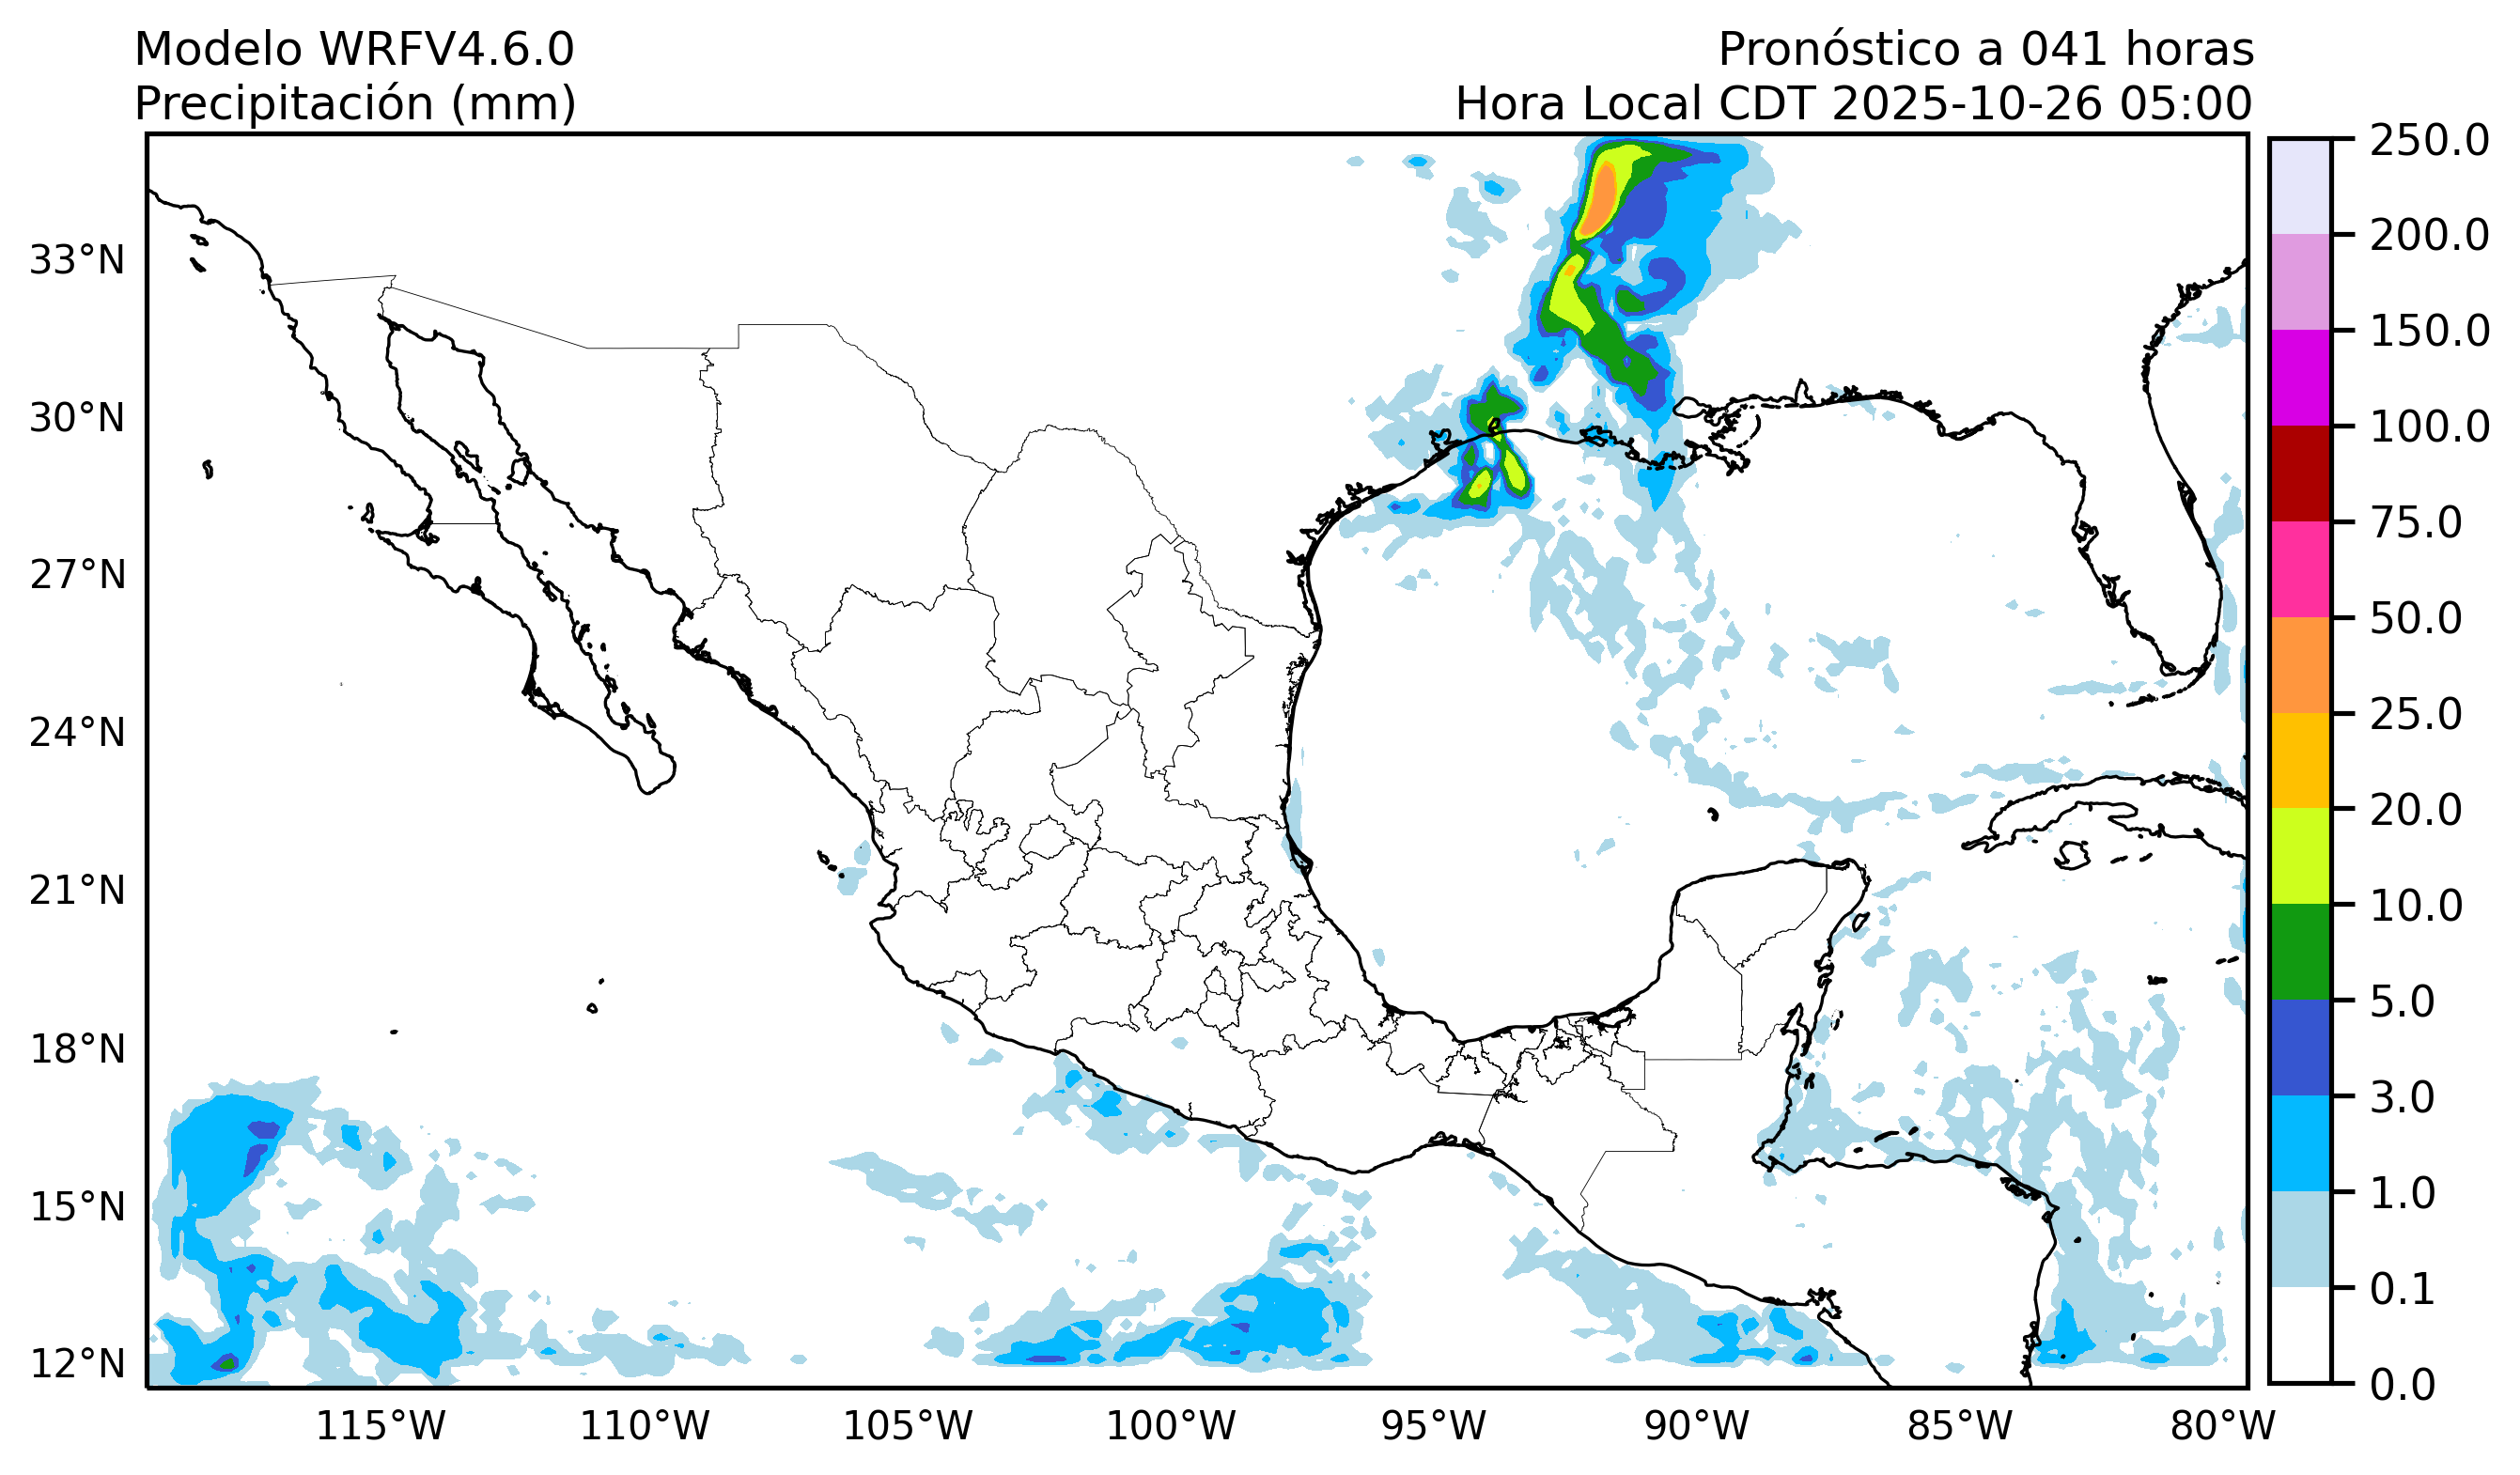 Modelo WRFV4.6.0
Precipitación (mm)
Pronóstico a 041 horas
Hora Local CDT 2025-10-26 05:00
33°N
30°N
27°N
24°N
21°N
18°N
15°N
12°N
115°W
110°W
105°W
100°W
95°W
90°W
85°W
80°W
250.0
200.0
150.0
100.0
75.0
50.0
25.0
20.0
10.0
5.0
3.0
1.0
0.1
0.0